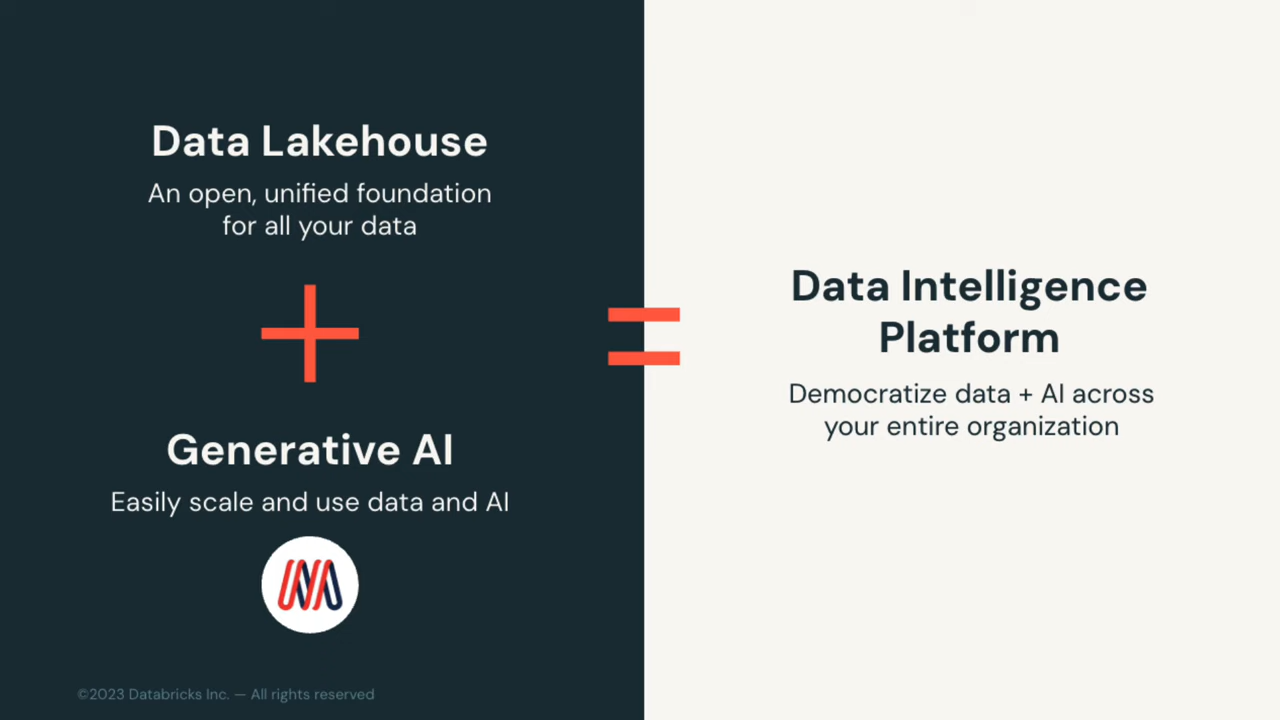 Data Lakehouse
An open, unified foundation
for all your data
+
Generative AI
Easily scale and use data and AI
=
Data Intelligence
Platform
Democratize data + AI across
your entire organization
©2023 Databricks Inc. — All rights reserved